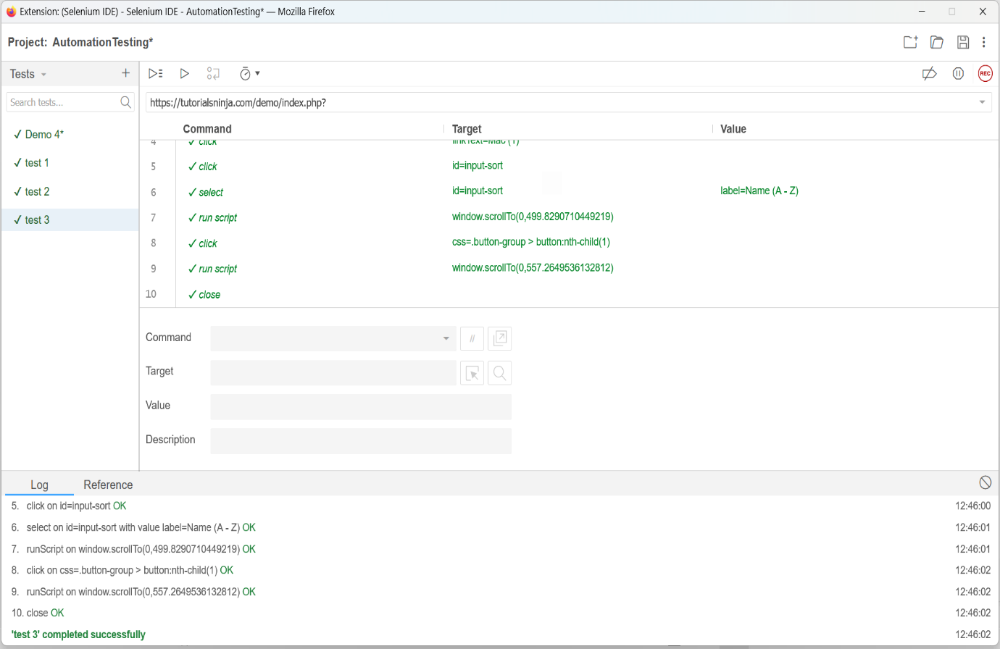 Extension: (Selenium IDE) - Selenium IDE - AutomationTesting* — Mozilla Firefox
Project: AutomationTesting*
Tests
REC
Search tests...
https://tutorialsninja.com/demo/index.php?
Command Target Value
4 ✓ click linkText=Mac (1)
5 ✓ click id=input-sort
6 ✓ select id=input-sort label=Name (A - Z)
7 ✓ run script window.scrollTo(0,499.8290710449219)
8 ✓ click css=.button-group > button:nth-child(1)
9 ✓ run script window.scrollTo(0,557.2649536132812)
10 ✓ close
✓ Demo 4*
✓ test 1
✓ test 2
✓ test 3
Command //
Target
Value
Description
Log Reference
5. click on id=input-sort OK 12:46:00
6. select on id=input-sort with value label=Name (A - Z) OK 12:46:01
7. runScript on window.scrollTo(0,499.8290710449219) OK 12:46:01
8. click on css=.button-group > button:nth-child(1) OK 12:46:02
9. runScript on window.scrollTo(0,557.2649536132812) OK 12:46:02
10. close OK 12:46:02
'test 3' completed successfully 12:46:02